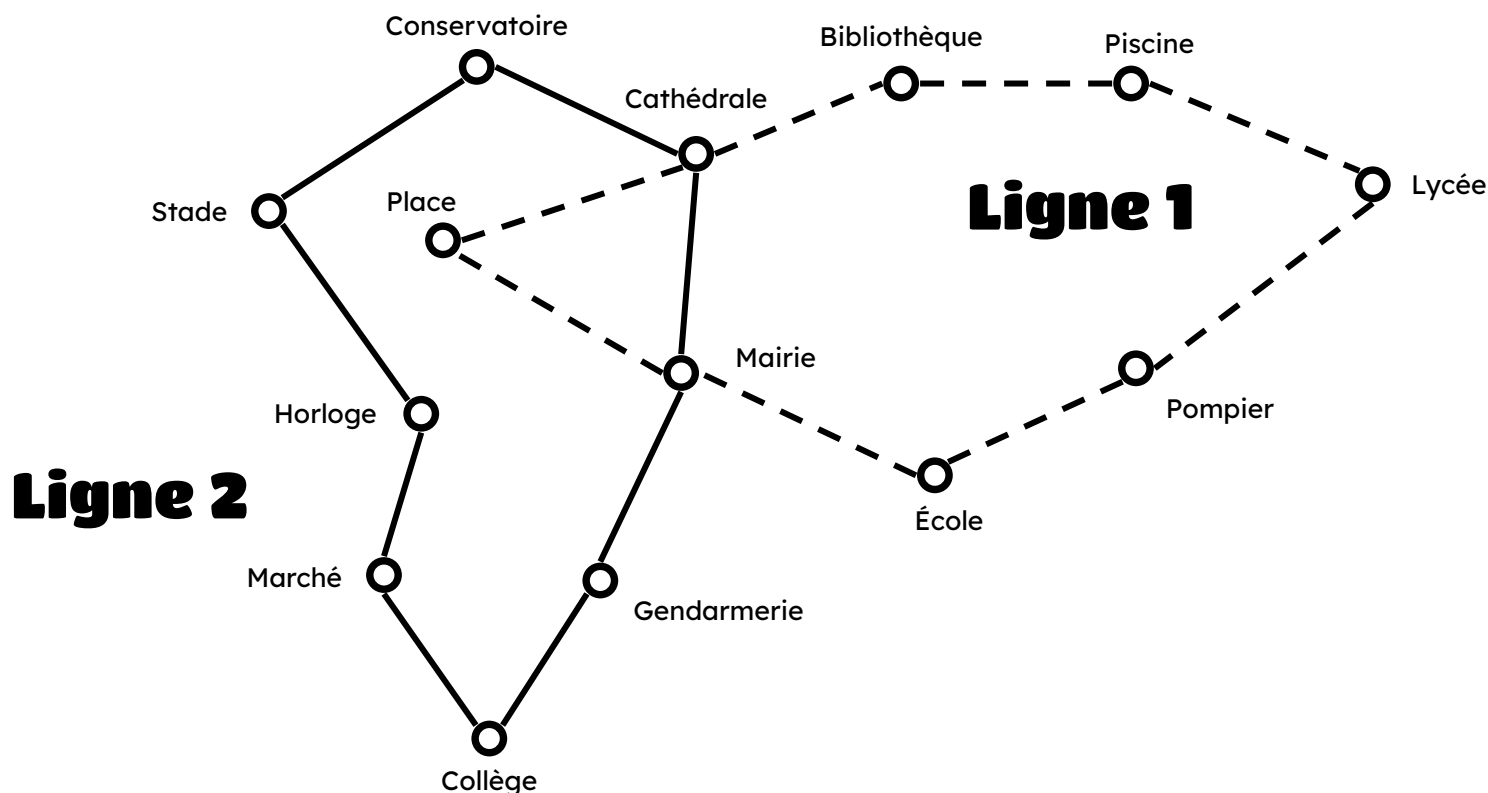 Conservatoire
Bibliothèque
Piscine
Cathédrale
Lycée
Place
Stade
Ligne 1
Mairie
Horloge
Pompier
Ligne 2
École
Marché
Gendarmerie
Collège